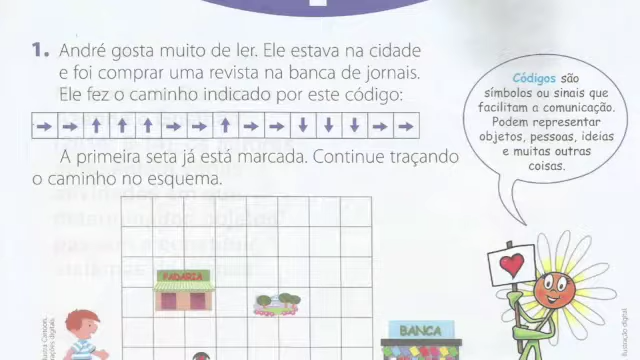 1. André gosta muito de ler. Ele estava na cidade
e foi comprar uma revista na banca de jornais.
Ele fez o caminho indicado por este código:
A primeira seta já está marcada. Continue traçando
o caminho no esquema.
Códigos são
símbolos ou sinais que
facilitam a comunicação.
Podem representar
objetos, pessoas, ideias
e muitas outras
coisas.
PADARIA
BANCA